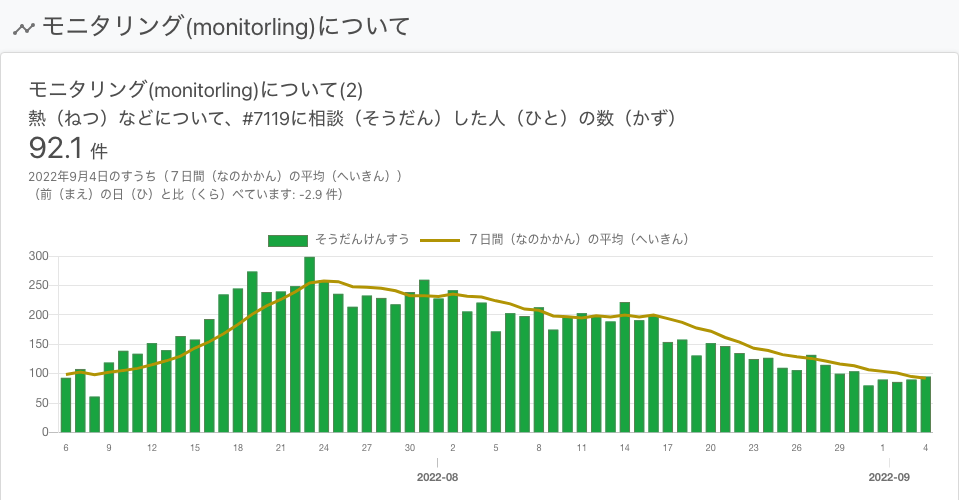 モニタリング(monitorling)について
モニタリング(monitorling)について(2)
熱（ねつ）などについて、#7119に相談（そうだん）した人（ひと）の数（かず）
92.1 件
2022年9月4日のすうち（７日間（なのかかん）の平均（へいきん））
（前（まえ）の日（ひ）と比（くら）べています: -2.9 件）
そうだんけんすう ７日間（なのかかん）の平均（へいきん）
300
250
200
150
100
50
0
6 9 12 15 18 21 24 27 30 2 5 8 11 14 17 20 23 26 29 1 4
2022-08 2022-09